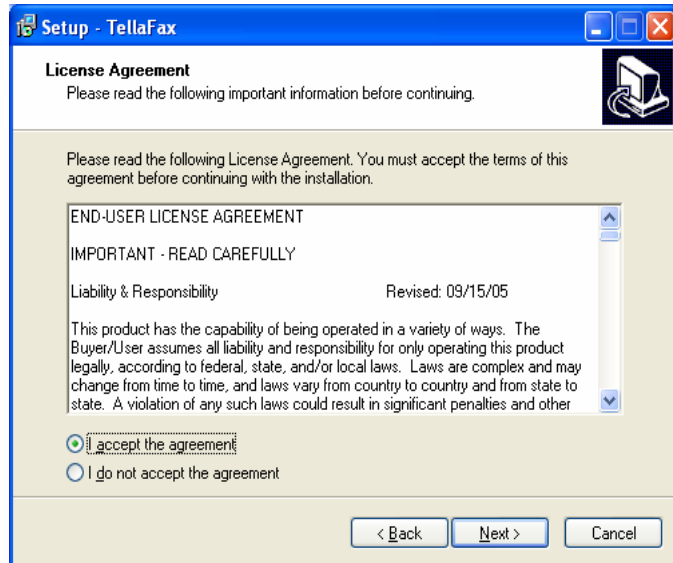 Setup - TellaFax
License Agreement
Please read the following important information before continuing.
Please read the following License Agreement. You must accept the terms of this
agreement before continuing with the installation.
END-USER LICENSE AGREEMENT
IMPORTANT - READ CAREFULLY
Liability & Responsibility Revised: 09/15/05
This product has the capability of being operated in a variety of ways. The
Buyer/User assumes all liability and responsibility for only operating this product
legally, according to federal, state, and/or local laws. Laws are complex and may
change from time to time, and laws vary from country to country and from state to
state. A violation of any such laws could result in significant penalties and other
I accept the agreement
I do not accept the agreement
< Back Next > Cancel